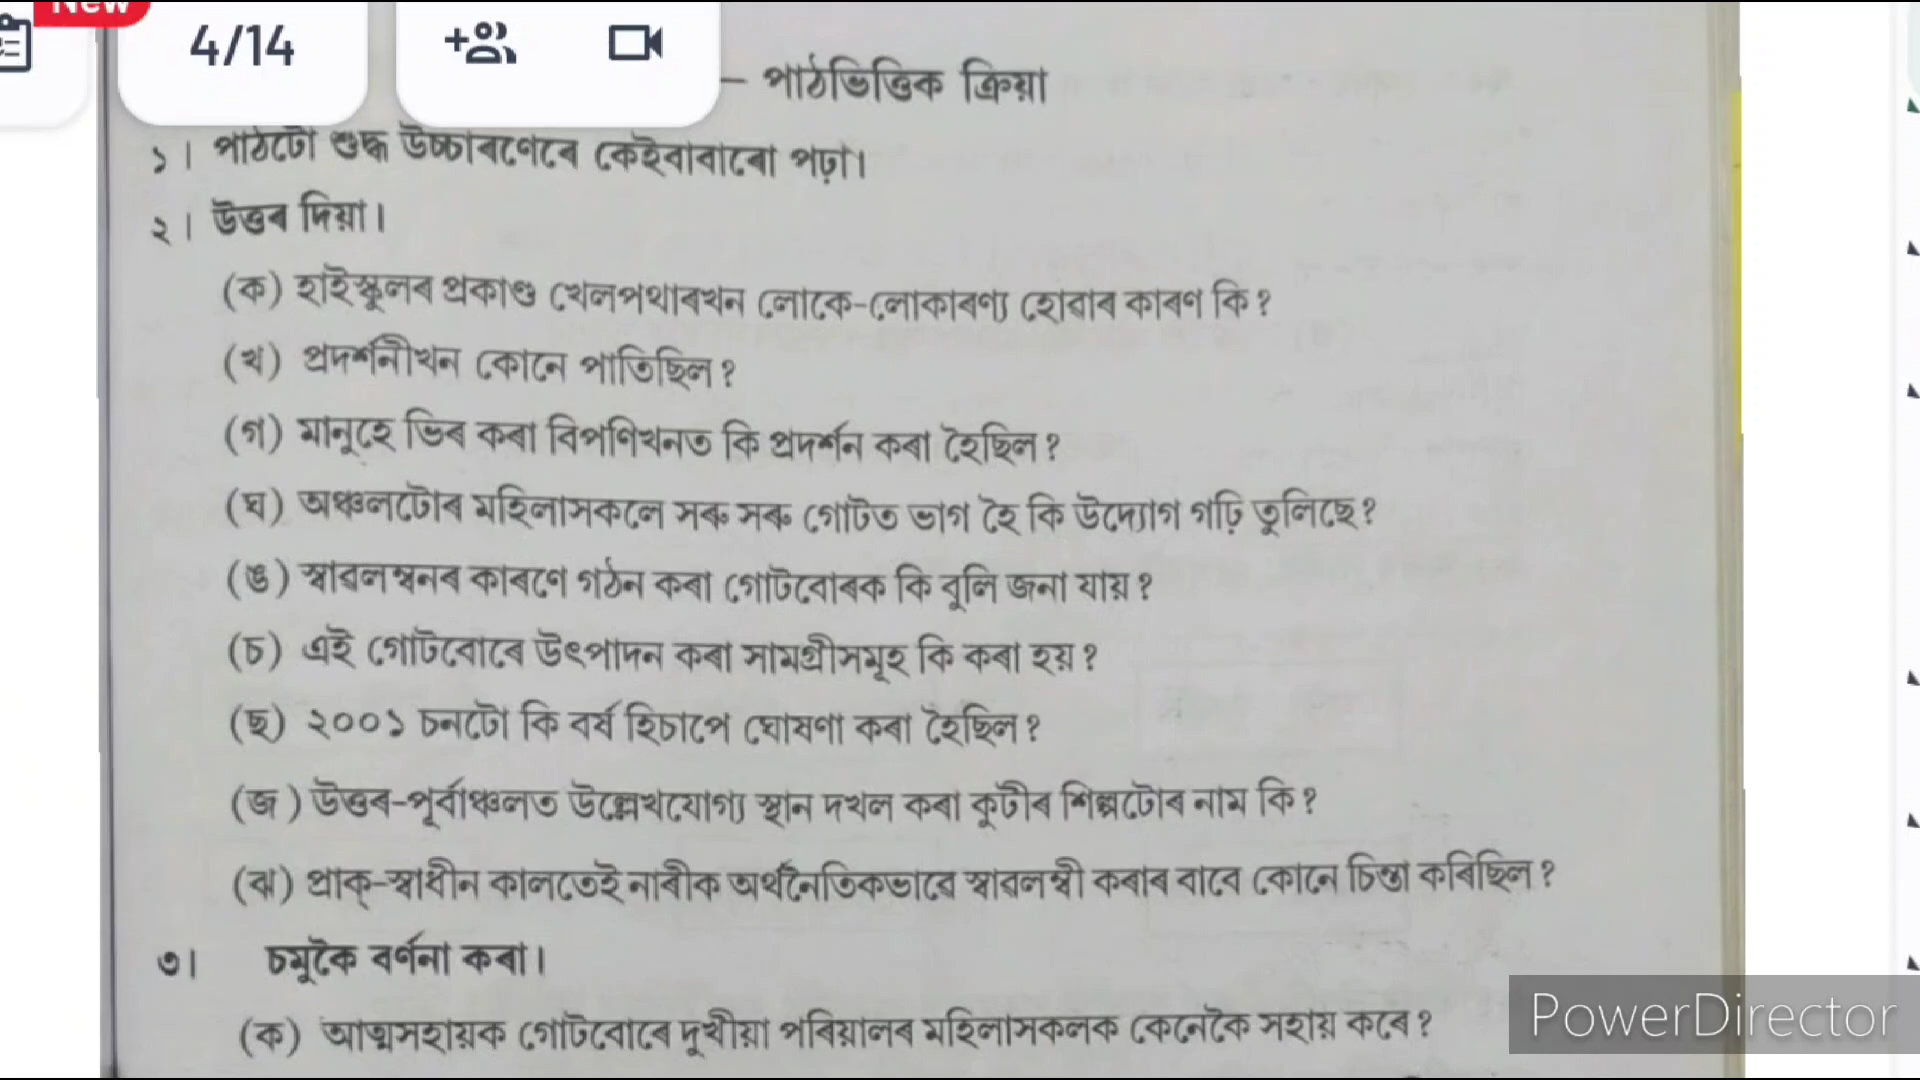 New
4/14
– পাঠভিত্তিক ক্ৰিয়া
১। পাঠটো শুদ্ধ উচ্চাৰণেৰে কেইবাবাৰো পঢ়া।
২। উত্তৰ দিয়া।
(ক) হাইস্কুলৰ প্ৰকাণ্ড খেলপথাৰখন লোকে-লোকাৰণ্য হোৱাৰ কাৰণ কি?
(খ) প্ৰদৰ্শনীখন কোনে পাতিছিল?
(গ) মানুহে ভিৰ কৰা বিপণিখনত কি প্ৰদৰ্শন কৰা হৈছিল?
(ঘ) অঞ্চলটোৰ মহিলাসকলে সৰু সৰু গোটত ভাগ হৈ কি উদ্যোগ গঢ়ি তুলিছে?
(ঙ) স্বাৱলম্বনৰ কাৰণে গঠন কৰা গোটবোৰক কি বুলি জনা যায়?
(চ) এই গোটবোৰে উৎপাদন কৰা সামগ্ৰীসমূহ কি কৰা হয়?
(ছ) ২০০১ চনটো কি বৰ্ষ হিচাপে ঘোষণা কৰা হৈছিল?
(জ) উত্তৰ-পূৰ্বাঞ্চলত উল্লেখযোগ্য স্থান দখল কৰা কুটীৰ শিল্পটোৰ নাম কি?
(ঝ) প্ৰাক্-স্বাধীন কালতেই নাৰীক অৰ্থনৈতিকভাৱে স্বাৱলম্বী কৰাৰ বাবে কোনে চিন্তা কৰিছিল?
৩। চমুকৈ বৰ্ণনা কৰা।
(ক) আত্মসহায়ক গোটবোৰে দুখীয়া পৰিয়ালৰ মহিলাসকলক কেনেকৈ সহায় কৰে?
PowerDirector